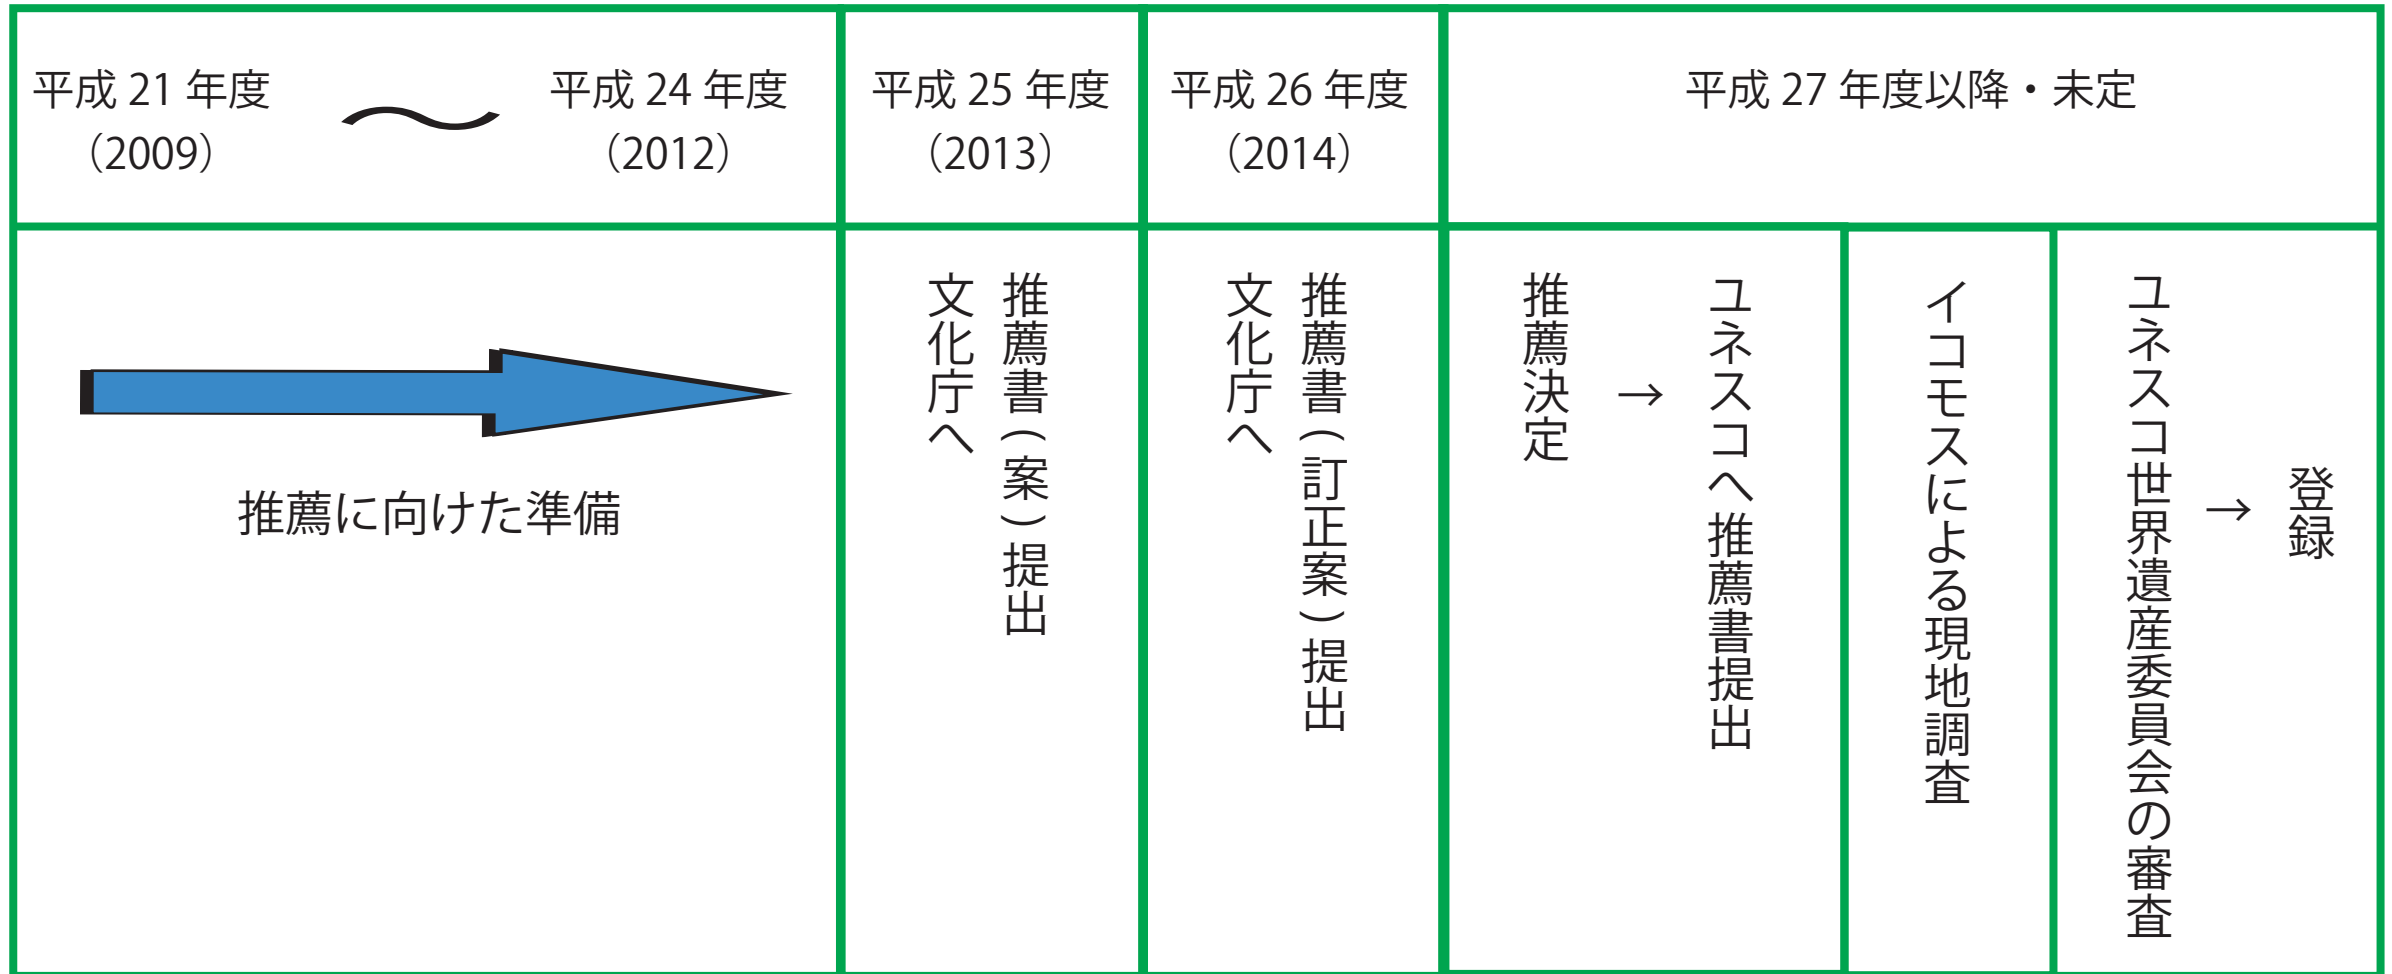 平成 21 年度
（2009）
〜
平成 24 年度
（2012）
平成 25 年度
（2013）
平成 26 年度
（2014）
平成 27 年度以降・未定
推薦に向けた準備
推薦書(案)提出
文化庁へ
推薦書(訂正案)提出
文化庁へ
推薦決定
→
ユネスコへ推薦書提出
イコモスによる現地調査
ユネスコ世界遺産委員会の審査
→
登録